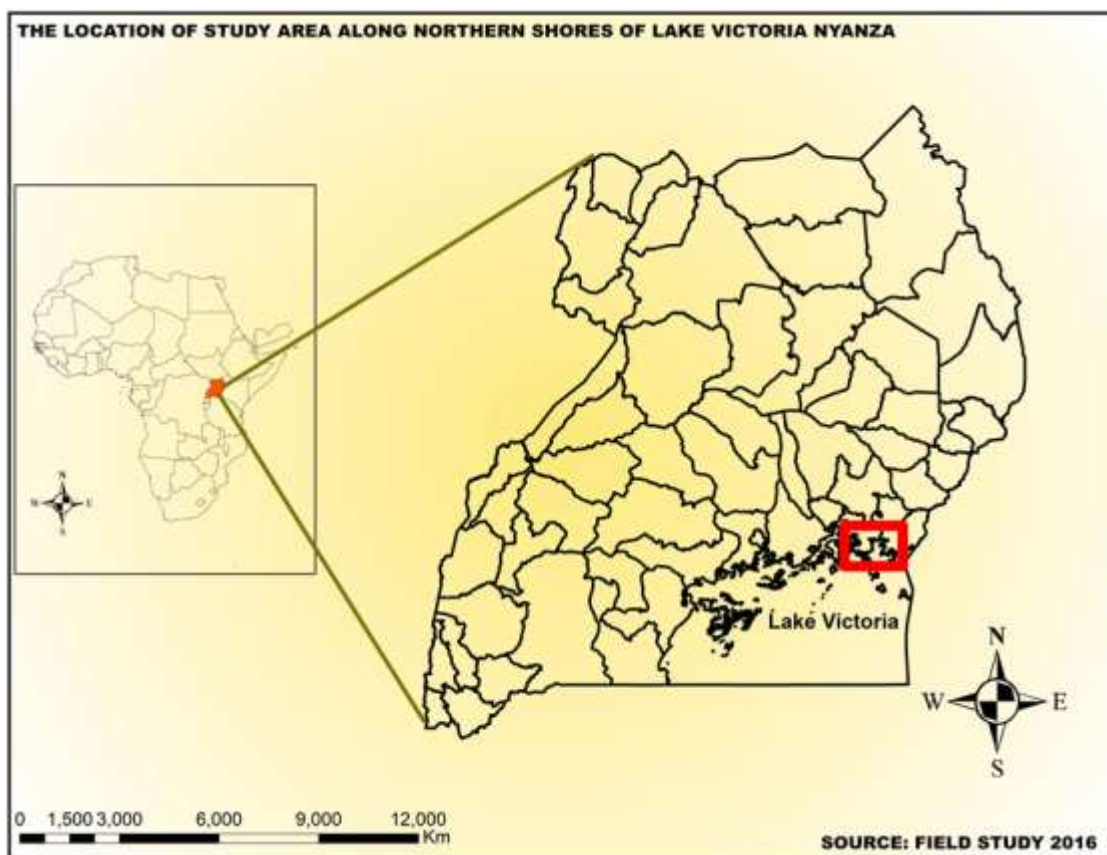 THE LOCATION OF STUDY AREA ALONG NORTHERN SHORES OF LAKE VICTORIA NYANZA
N
W E
S
Lake Victoria
N
W E
S
0 1,500 3,000 6,000 9,000 12,000
Km
SOURCE: FIELD STUDY 2016